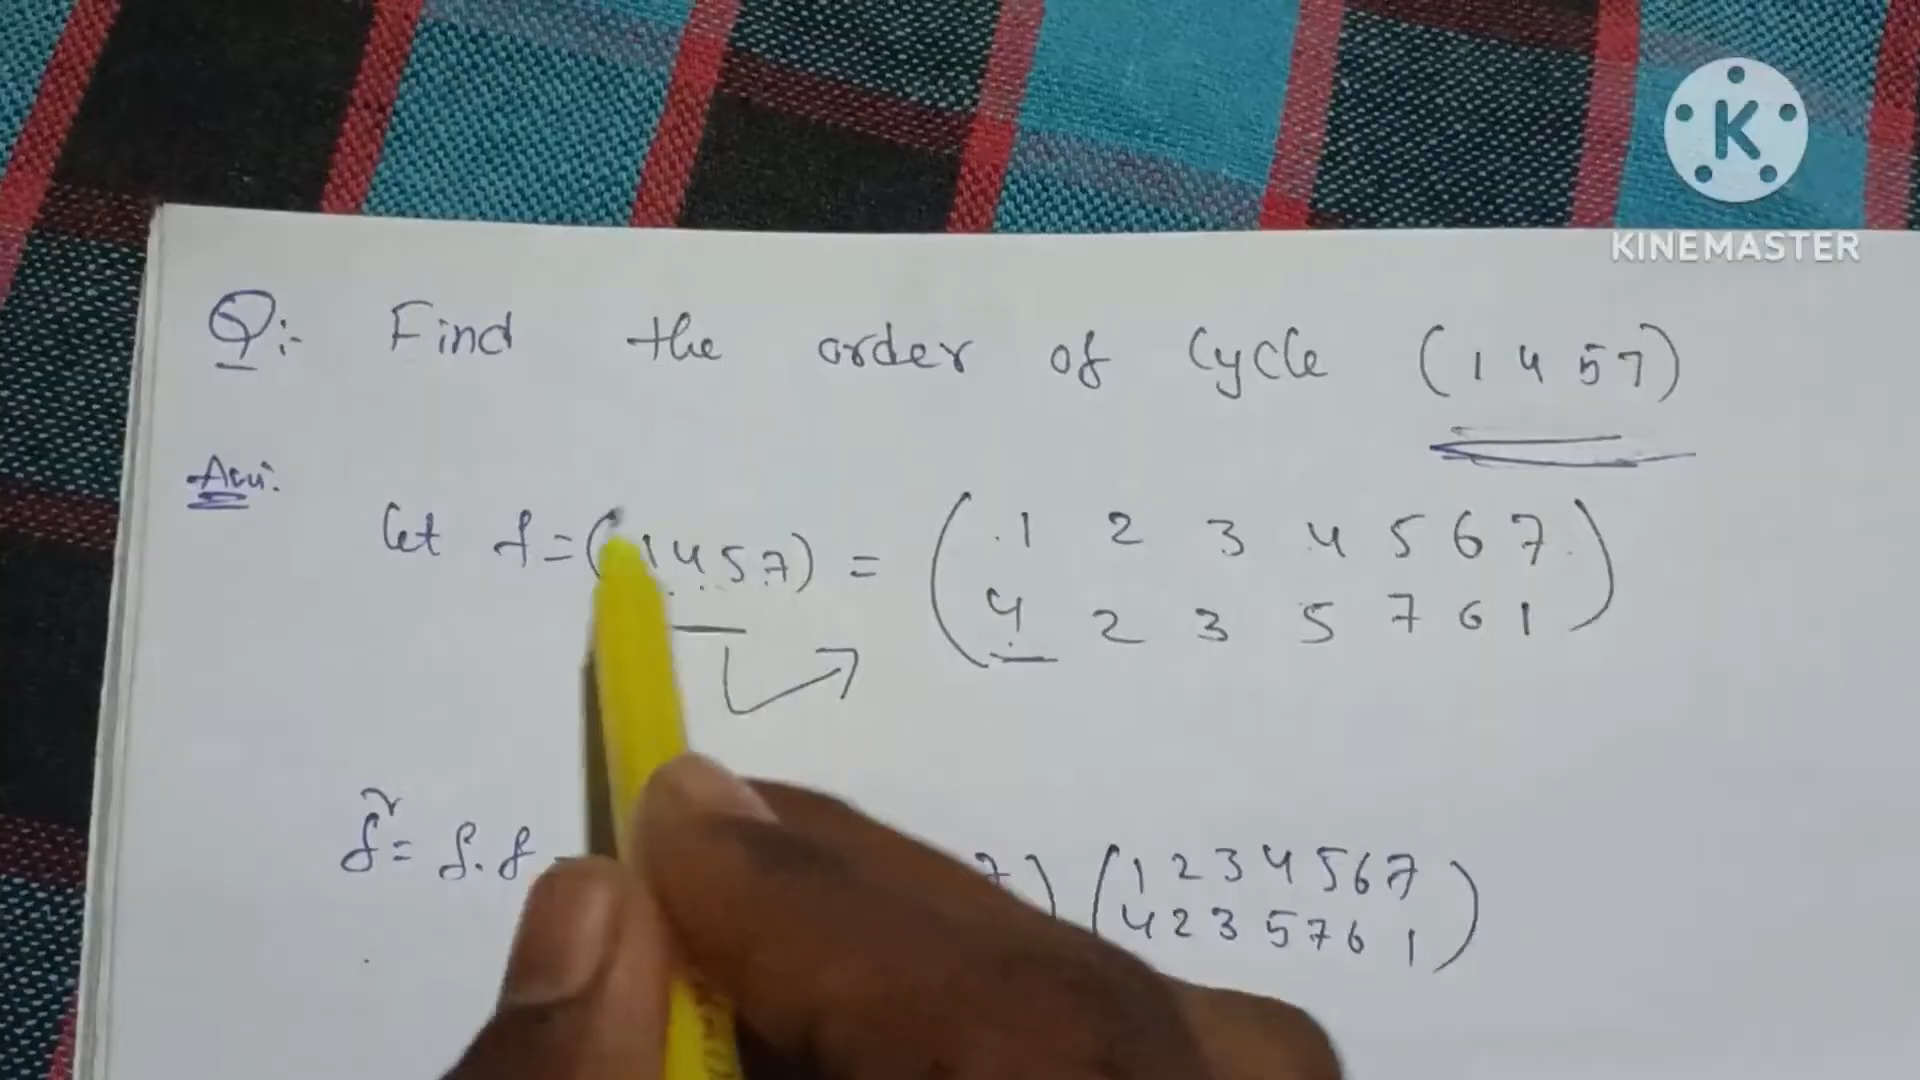 K
KINEMASTER
Q:- Find the order of Cycle (1 4 5 7)
Let f = (1 4 5 7) = ( 1 2 3 4 5 6 7 )
( 4 2 3 5 7 6 1 )
f² = f. f = 7) ( 1 2 3 4 5 6 7 )
( 4 2 3 5 7 6 1 )